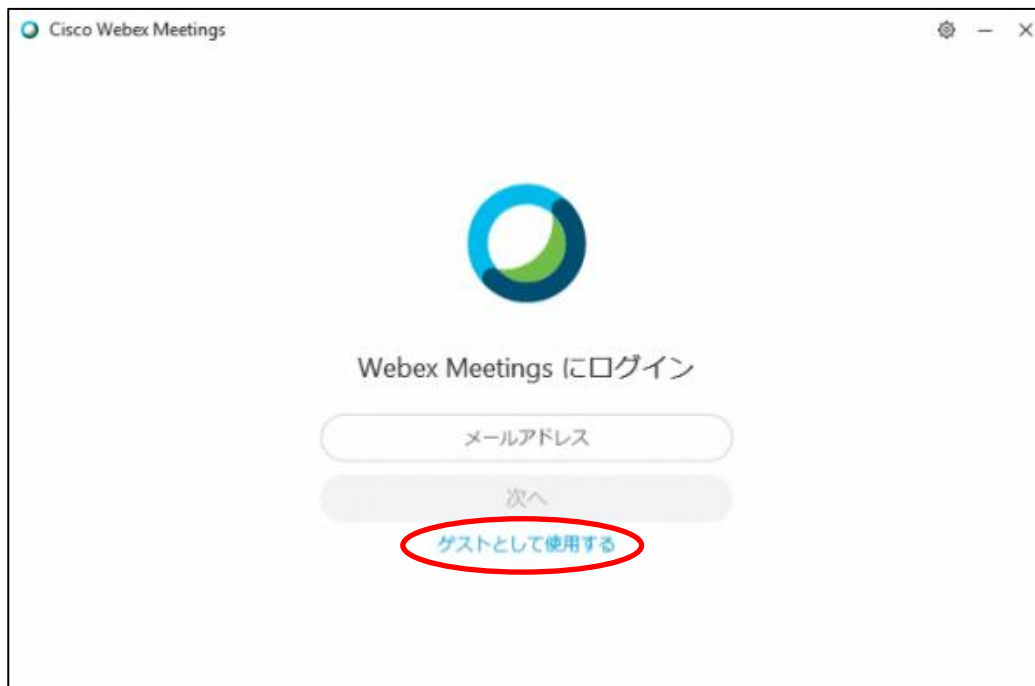 Cisco Webex Meetings
Webex Meetings にログイン
メールアドレス
次へ
ゲストとして使用する